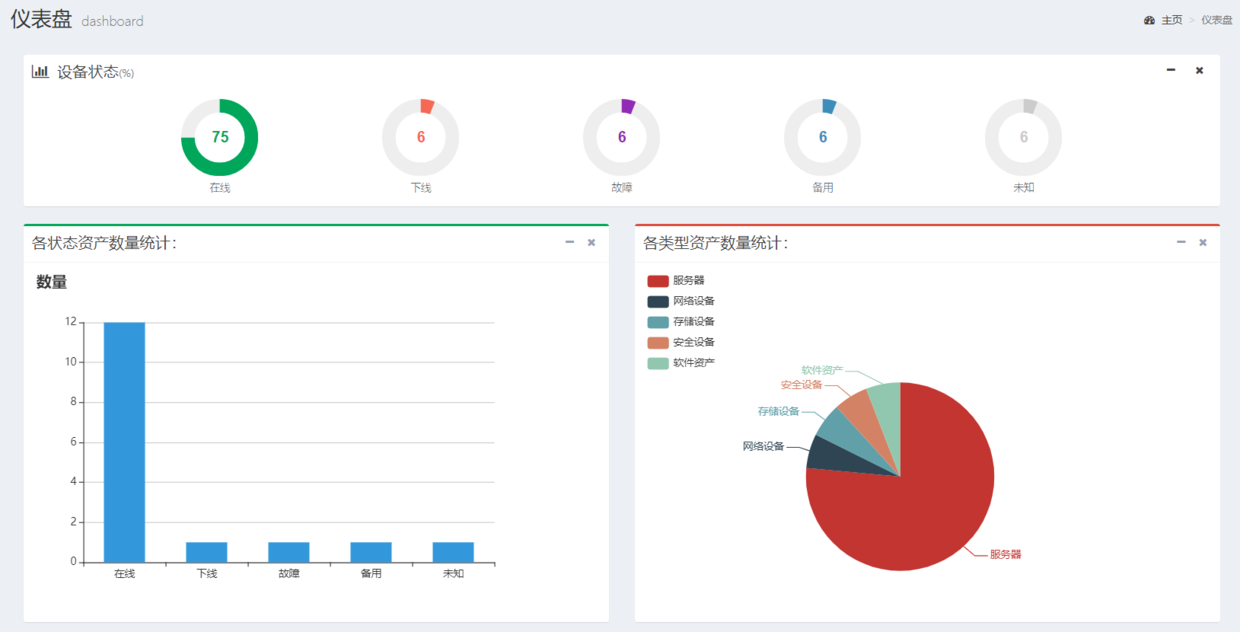 仪表盘 dashboard
主页 > 仪表盘
设备状态(%)
75
6
6
6
6
在线
下线
故障
备用
未知
各状态资产数量统计：
数量
12
10
8
6
4
2
0
在线
下线
故障
备用
未知
各类型资产数量统计：
服务器
网络设备
存储设备
安全设备
软件资产
软件资产
安全设备
存储设备
网络设备
服务器